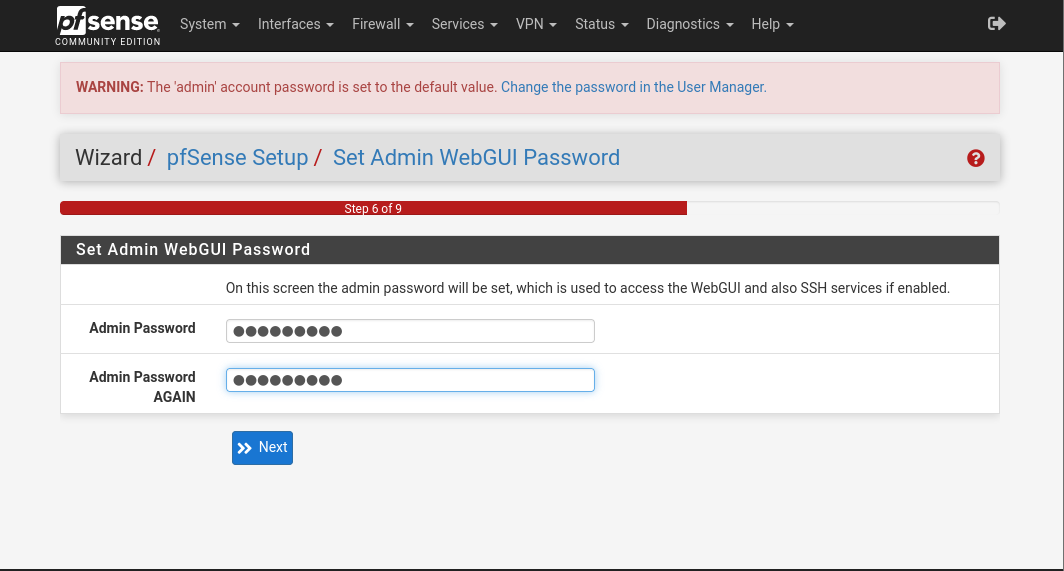 pfsense
COMMUNITY EDITION
System Interfaces Firewall Services VPN Status Diagnostics Help
WARNING: The 'admin' account password is set to the default value. Change the password in the User Manager.
Wizard / pfSense Setup / Set Admin WebGUI Password
Step 6 of 9
Set Admin WebGUI Password
On this screen the admin password will be set, which is used to access the WebGUI and also SSH services if enabled.
Admin Password
Admin Password
AGAIN
Next